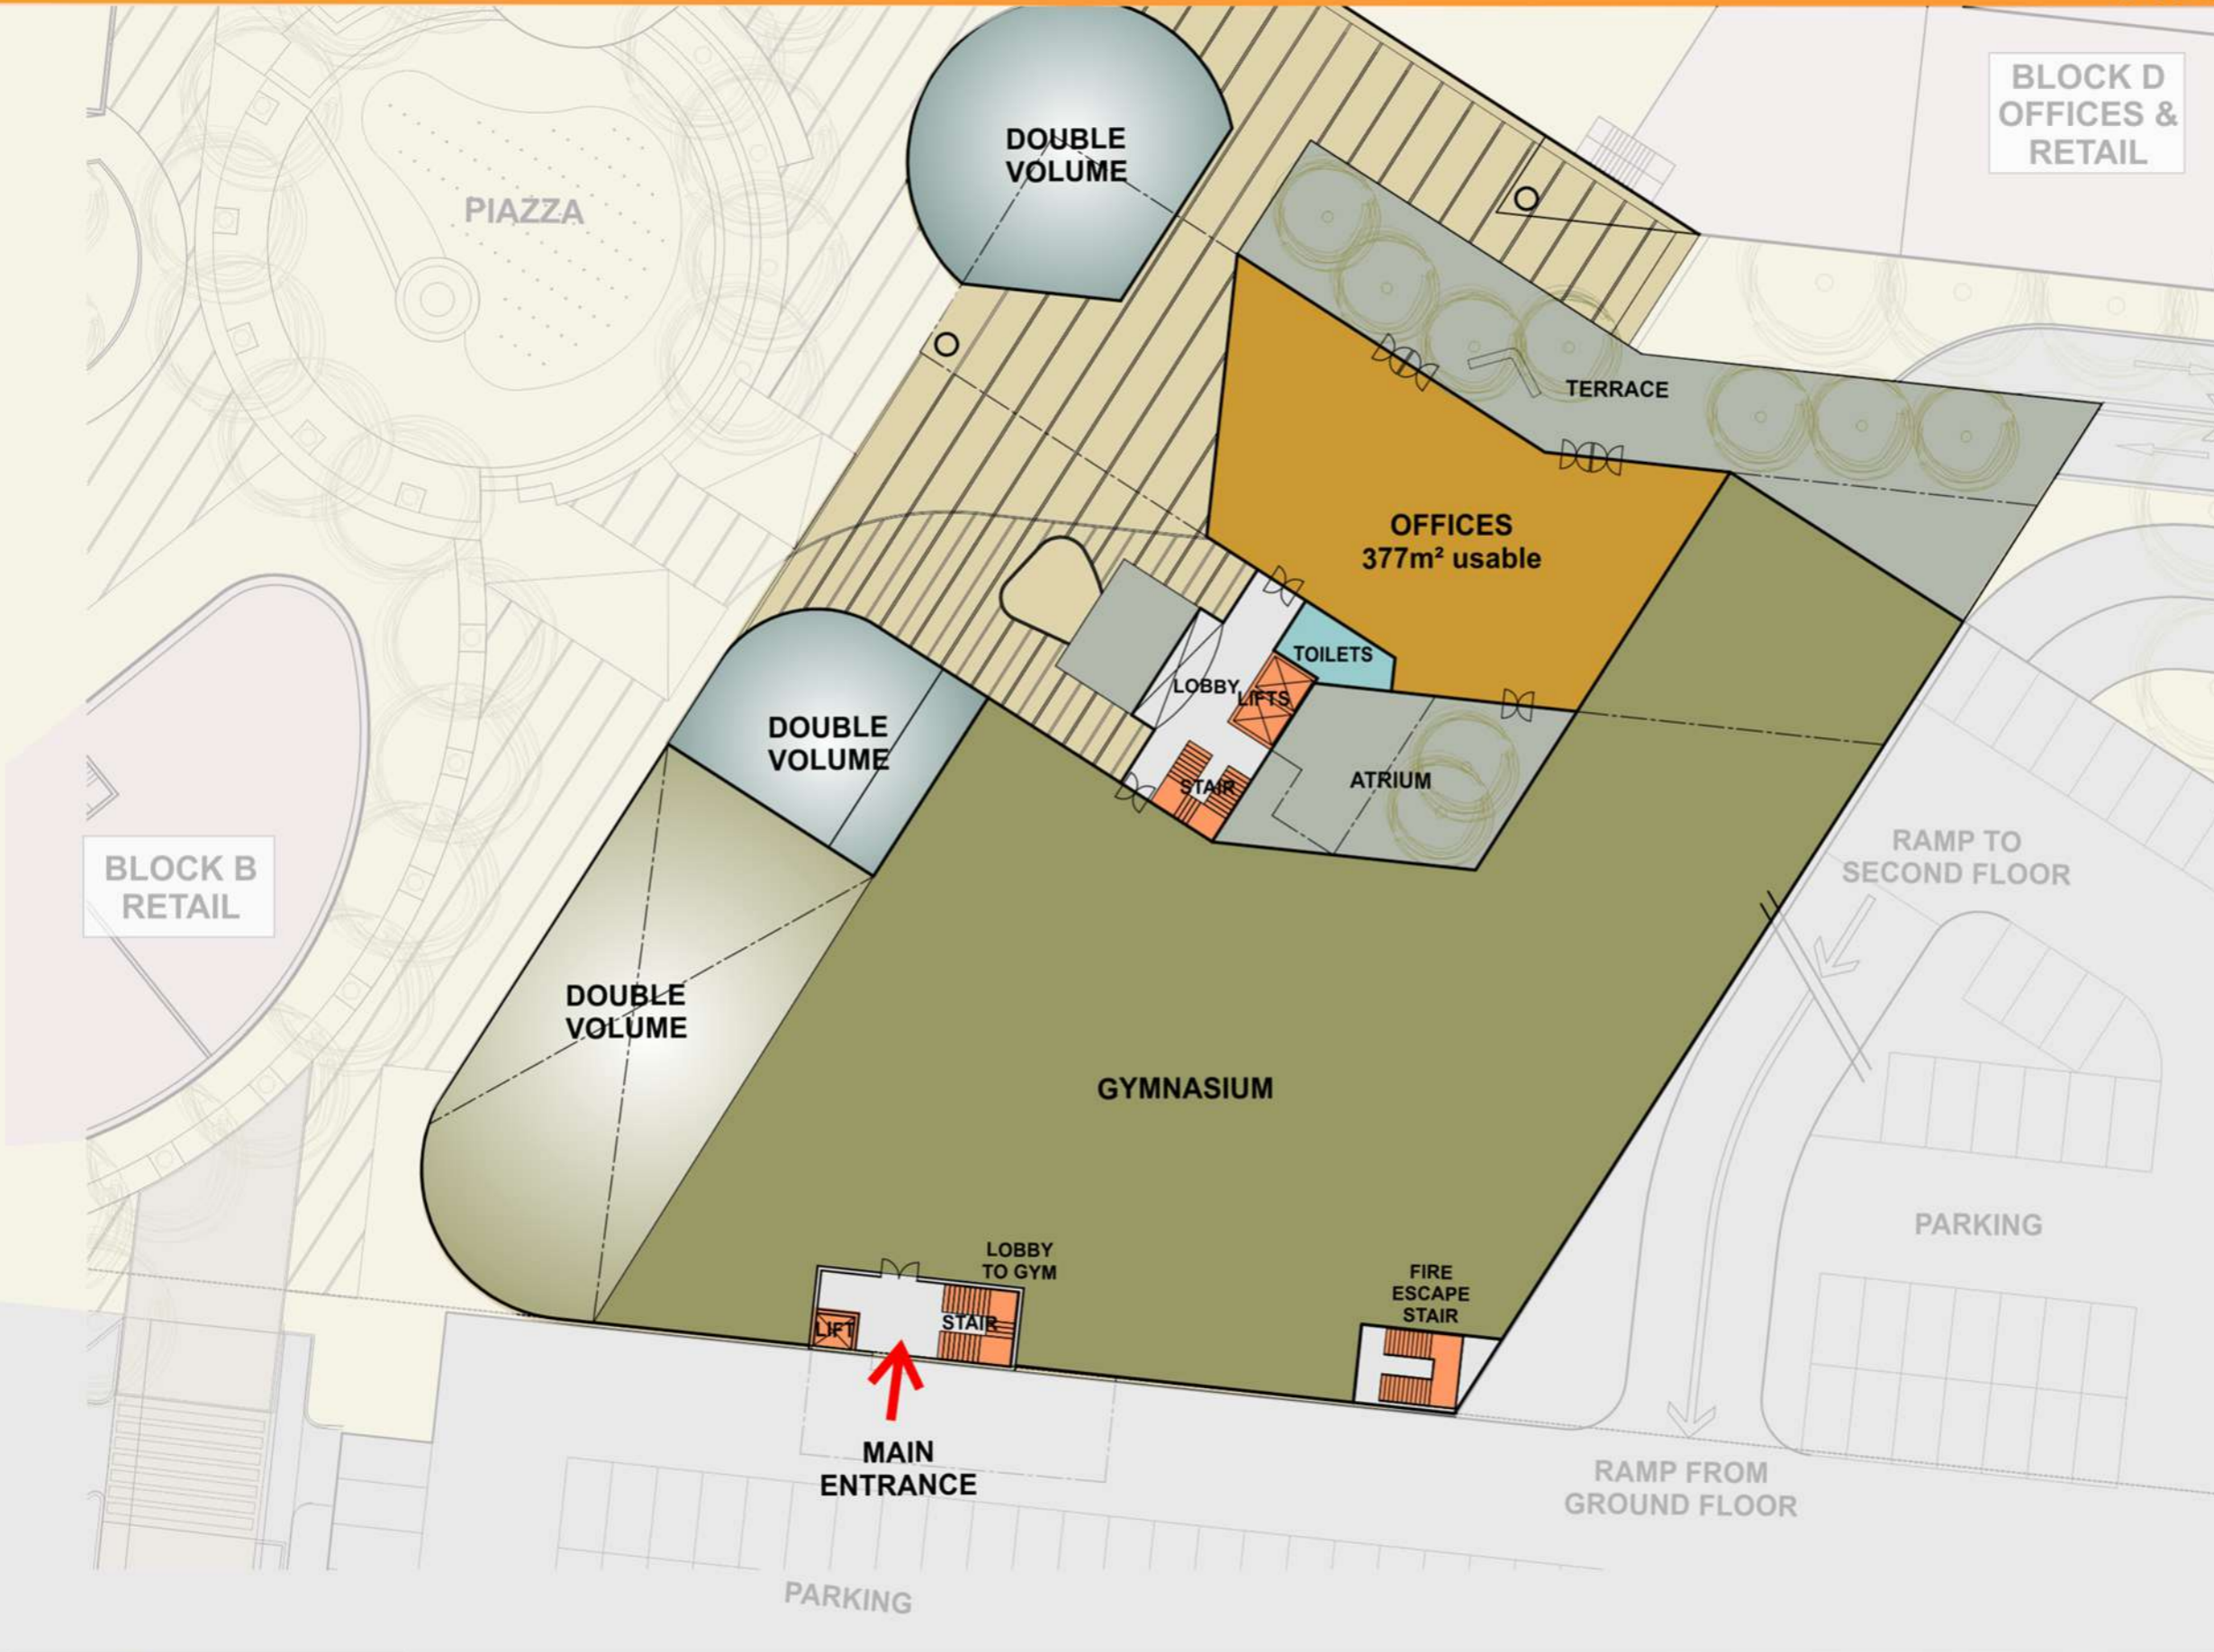 BLOCK D
OFFICES &
RETAIL
DOUBLE
VOLUME
PIAZZA
TERRACE
OFFICES
377m² usable
TOILETS
LOBBY
LIFTS
DOUBLE
VOLUME
STAIR
ATRIUM
RAMP TO
SECOND FLOOR
BLOCK B
RETAIL
DOUBLE
VOLUME
GYMNASIUM
PARKING
LOBBY
TO GYM
FIRE
ESCAPE
STAIR
LIFT
STAIR
MAIN
ENTRANCE
RAMP FROM
GROUND FLOOR
PARKING